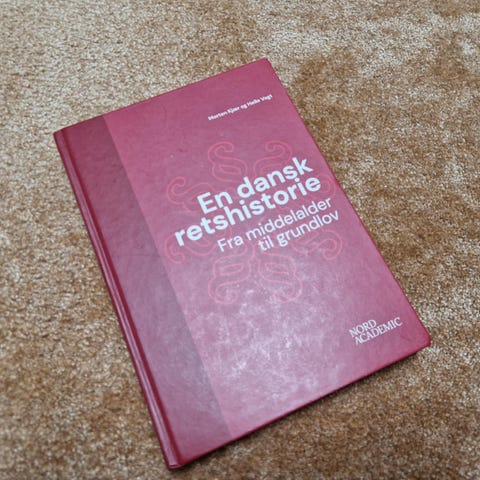 Morten Kjær og Helle Vogt
En dansk
retshistorie
Fra middelalder
til grundlov
NORD
ACADEMIC